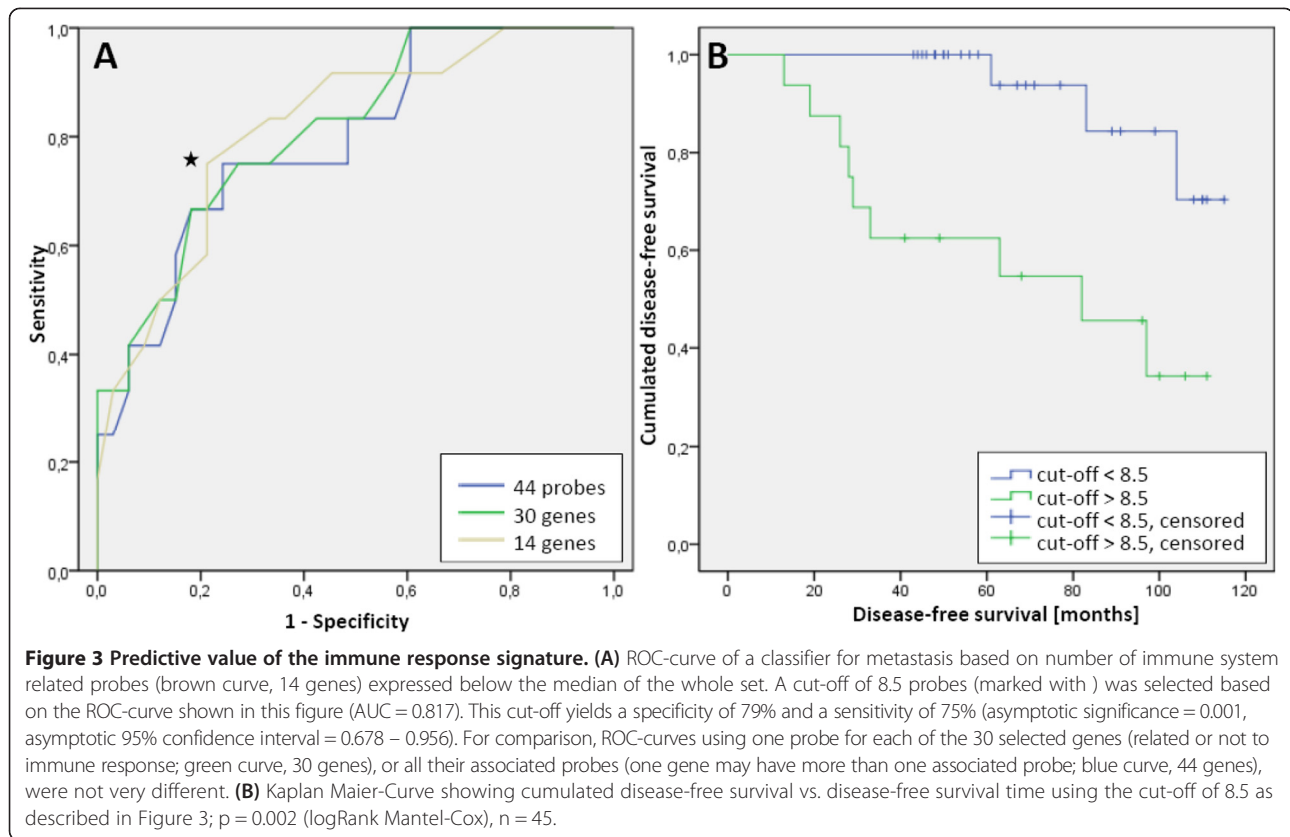 A
1,0
0,8
0,6
0,4
0,2
0,0
Sensitivity
0,0 0,2 0,4 0,6 0,8 1,0
1 - Specificity
44 probes
30 genes
14 genes
B
1,0
0,8
0,6
0,4
0,2
0,0
Cumulated disease-free survival
0 20 40 60 80 100 120
Disease-free survival [months]
cut-off < 8.5
cut-off > 8.5
cut-off < 8.5, censored
cut-off > 8.5, censored
Figure 3 Predictive value of the immune response signature. (A) ROC-curve of a classifier for metastasis based on number of immune system
related probes (brown curve, 14 genes) expressed below the median of the whole set. A cut-off of 8.5 probes (marked with ) was selected based
on the ROC-curve shown in this figure (AUC = 0.817). This cut-off yields a specificity of 79% and a sensitivity of 75% (asymptotic significance = 0.001,
asymptotic 95% confidence interval = 0.678 – 0.956). For comparison, ROC-curves using one probe for each of the 30 selected genes (related or not to
immune response; green curve, 30 genes), or all their associated probes (one gene may have more than one associated probe; blue curve, 44 genes),
were not very different. (B) Kaplan Maier-Curve showing cumulated disease-free survival vs. disease-free survival time using the cut-off of 8.5 as
described in Figure 3; p = 0.002 (logRank Mantel-Cox), n = 45.